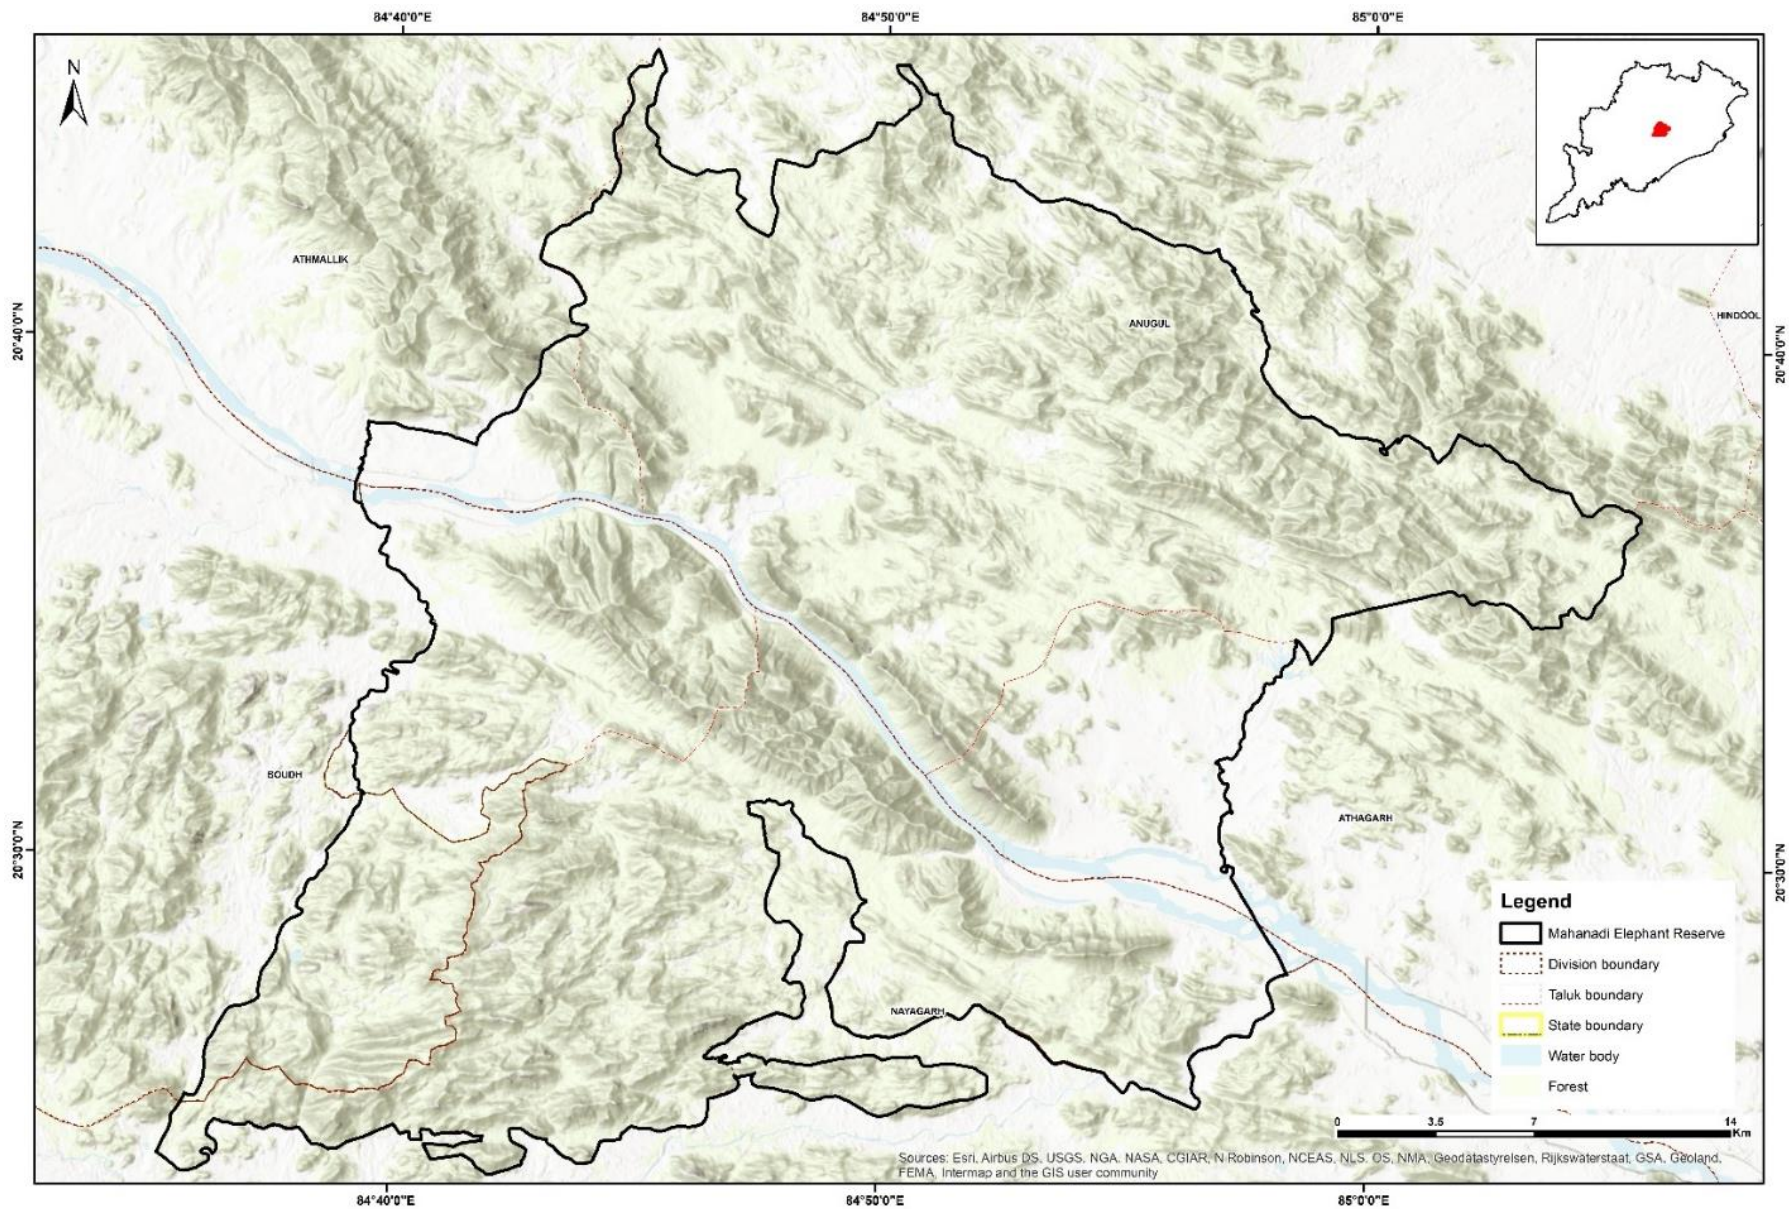 84°40'0"E
84°50'0"E
85°0'0"E
N
ATHMALLIK
ANUGUL
HINDOOL
20°40'0"N
20°40'0"N
BOUDH
ATHAGARH
20°30'0"N
20°30'0"N
NAYAGARH
Legend
Mahanadi Elephant Reserve
Division boundary
Taluk boundary
State boundary
Water body
Forest
0 3.5 7 14
Km
Sources: Esri, Airbus DS, USGS, NGA, NASA, CGIAR, N Robinson, NCEAS, NLS, OS, NMA, Geodatastyrelsen, Rijkswaterstaat, GSA, Geoland,
FEMA, Intermap and the GIS user community
84°40'0"E
84°50'0"E
85°0'0"E